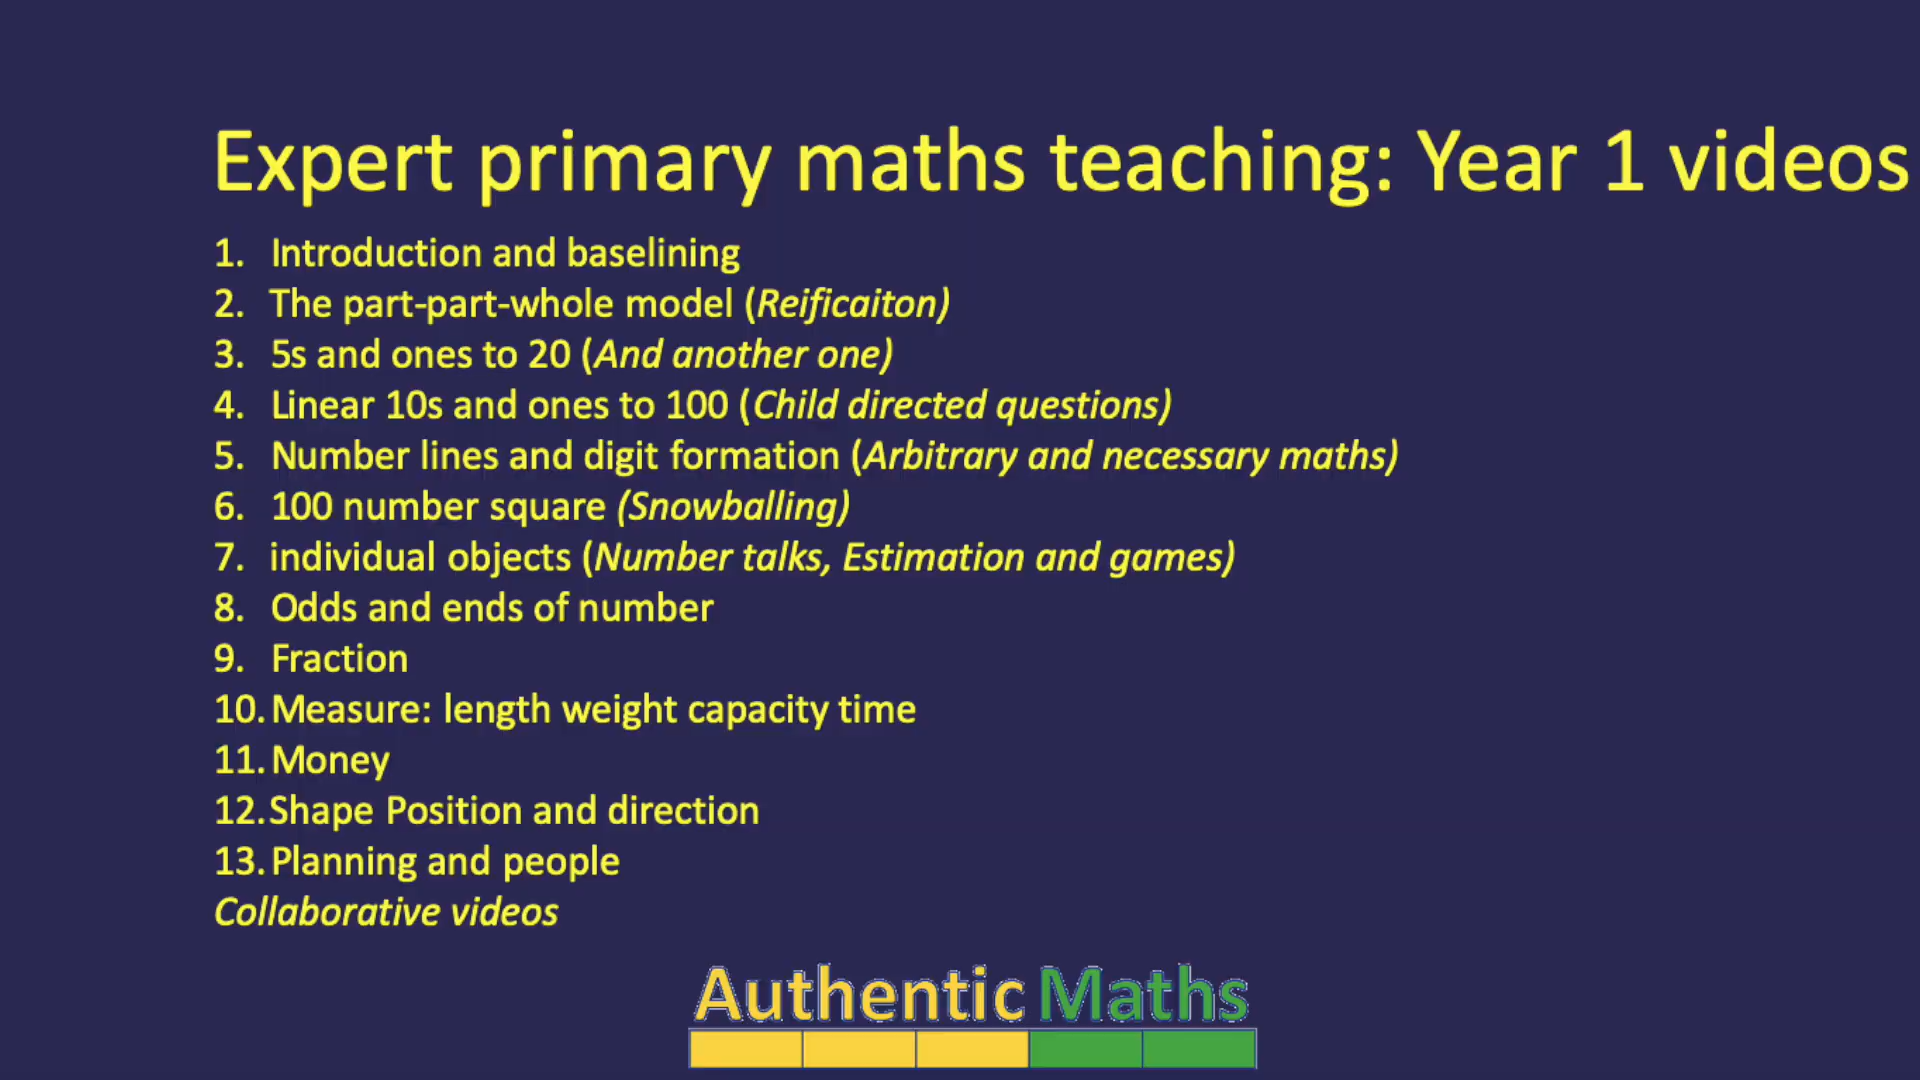 Expert primary maths teaching: Year 1 videos
1. Introduction and baselining
2. The part-part-whole model (Reificaiton)
3. 5s and ones to 20 (And another one)
4. Linear 10s and ones to 100 (Child directed questions)
5. Number lines and digit formation (Arbitrary and necessary maths)
6. 100 number square (Snowballing)
7. individual objects (Number talks, Estimation and games)
8. Odds and ends of number
9. Fraction
10. Measure: length weight capacity time
11. Money
12. Shape Position and direction
13. Planning and people
Collaborative videos
Authentic Maths